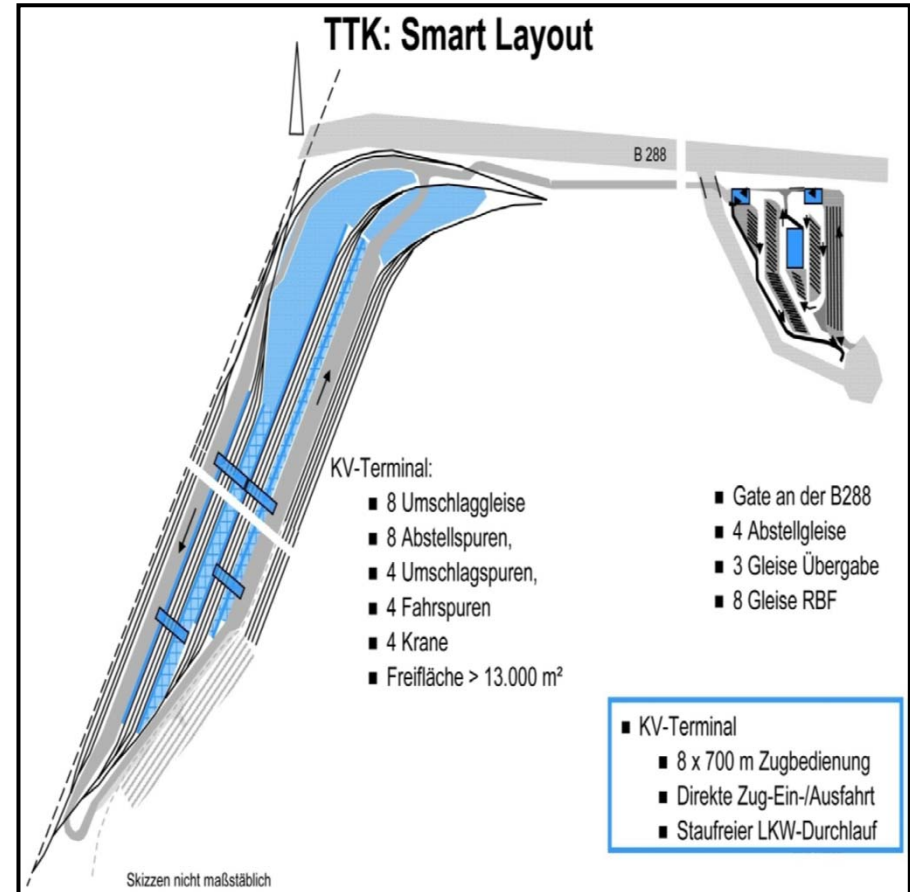 TTK: Smart Layout
B 288
KV-Terminal:
■ 8 Umschlaggleise
■ 8 Abstellspuren,
■ 4 Umschlagspuren,
■ 4 Fahrspuren
■ 4 Krane
■ Freifläche > 13.000 m²
■ Gate an der B288
■ 4 Abstellgleise
■ 3 Gleise Übergabe
■ 8 Gleise RBF
■ KV-Terminal
■ 8 x 700 m Zugbedienung
■ Direkte Zug-Ein-/Ausfahrt
■ Staufreier LKW-Durchlauf
Skizzen nicht maßstäblich